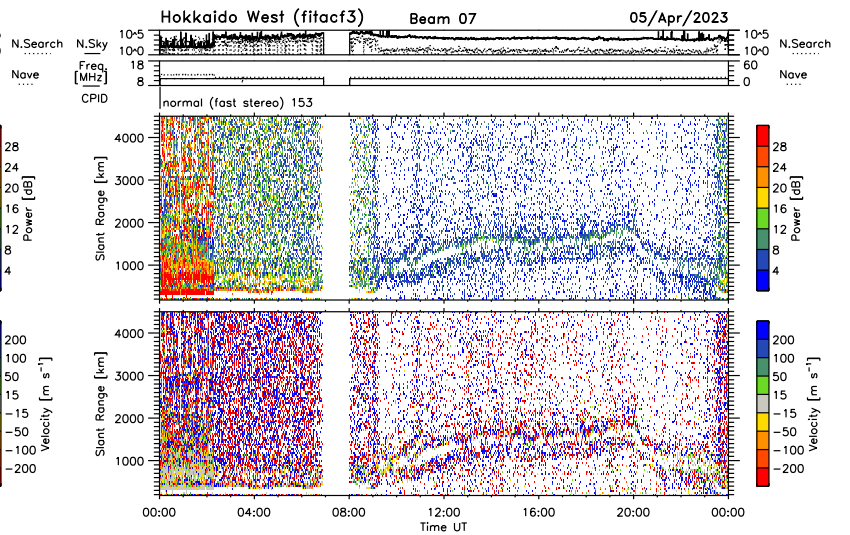 Hokkaido West (fitacf3) Beam 07 05/Apr/2023
N.Search N.Sky 10^5 10^0 10^5 10^0 N.Search
Nave Freq. [MHz] 18 8 60 0 Nave
CPID normal (fast stereo) 153
Slant Range [km] 4000 3000 2000 1000
Power [dB] 28 24 20 16 12 8 4
Power [dB] 28 24 20 16 12 8 4
Slant Range [km] 4000 3000 2000 1000
Velocity [m s⁻¹] 200 100 50 15 −15 −50 −100 −200
Velocity [m s⁻¹] 200 100 50 15 −15 −50 −100 −200
00:00 04:00 08:00 12:00 16:00 20:00 00:00
Time UT